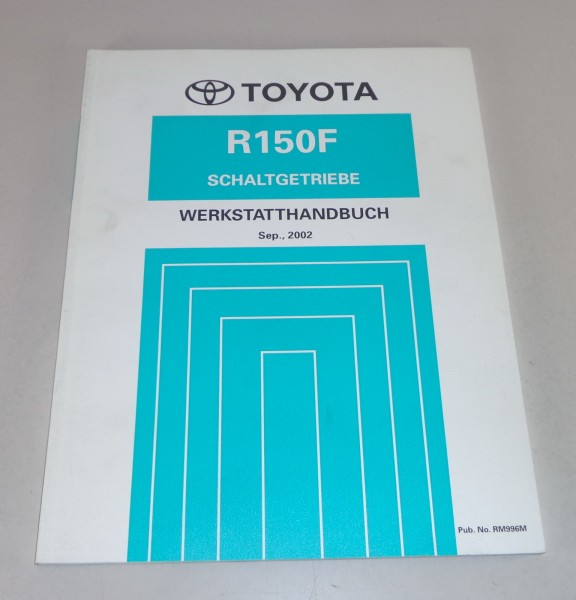 TOYOTA
R150F
SCHALTGETRIEBE
WERKSTATTHANDBUCH
Sep., 2002
Pub. No. RM996M